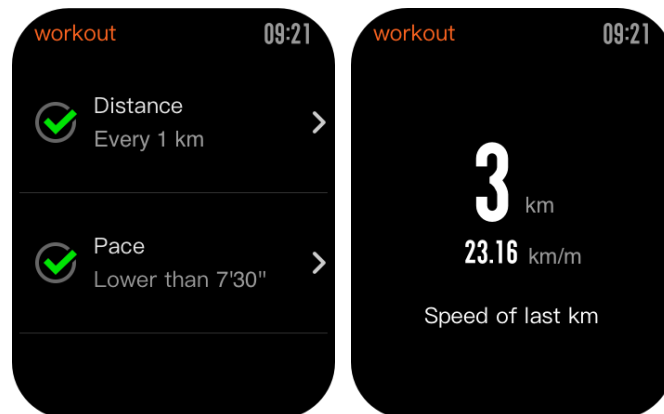 workout 09:21
Distance
Every 1 km
Pace
Lower than 7'30"
workout 09:21
3 km
23.16 km/m
Speed of last km